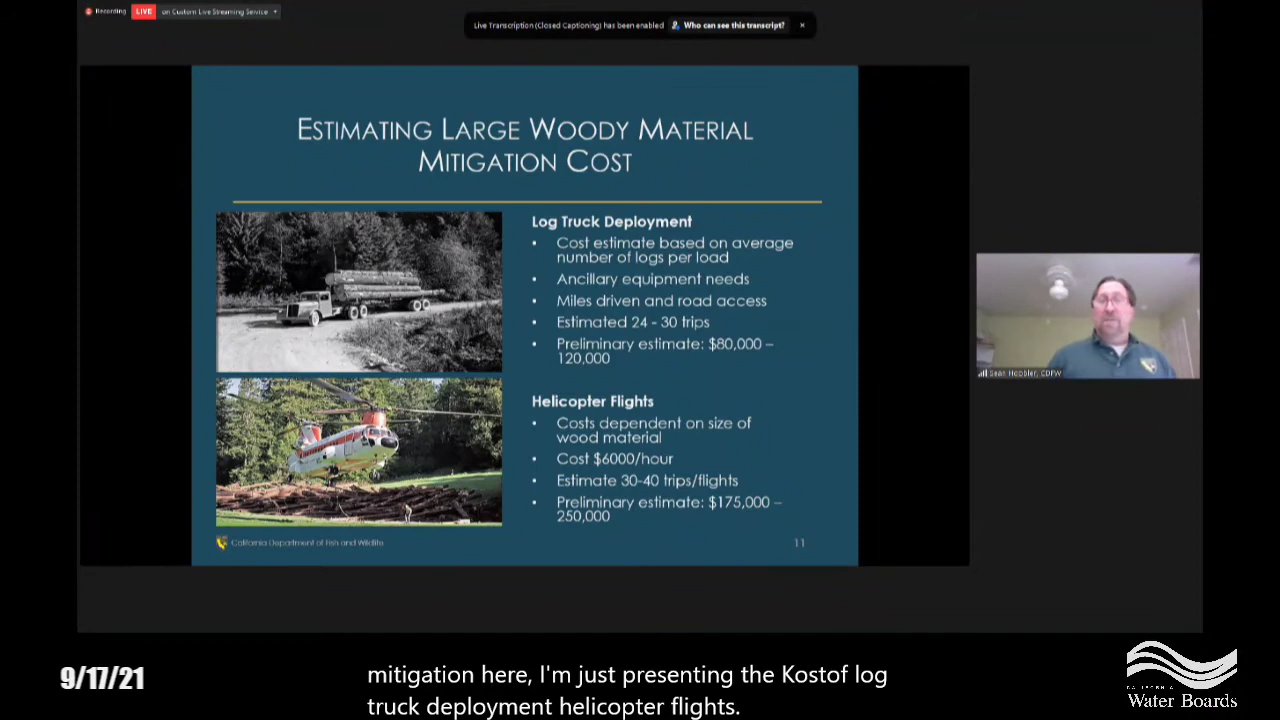 Recording
LIVE
on Custom Live Streaming Service
Live Transcription (Closed Captioning) has been enabled
Who can see this transcript?
ESTIMATING LARGE WOODY MATERIAL
MITIGATION COST
Log Truck Deployment
• Cost estimate based on average
number of logs per load
• Ancillary equipment needs
• Miles driven and road access
• Estimated 24 - 30 trips
• Preliminary estimate: $80,000 –
120,000
Helicopter Flights
• Costs dependent on size of
wood material
• Cost $6000/hour
• Estimate 30-40 trips/flights
• Preliminary estimate: $175,000 –
250,000
California Department of Fish and Wildlife
11
Sean Hoobler, CDFW
9/17/21
mitigation here, I'm just presenting the Kostof log
truck deployment helicopter flights.
CALIFORNIA
Water Boards